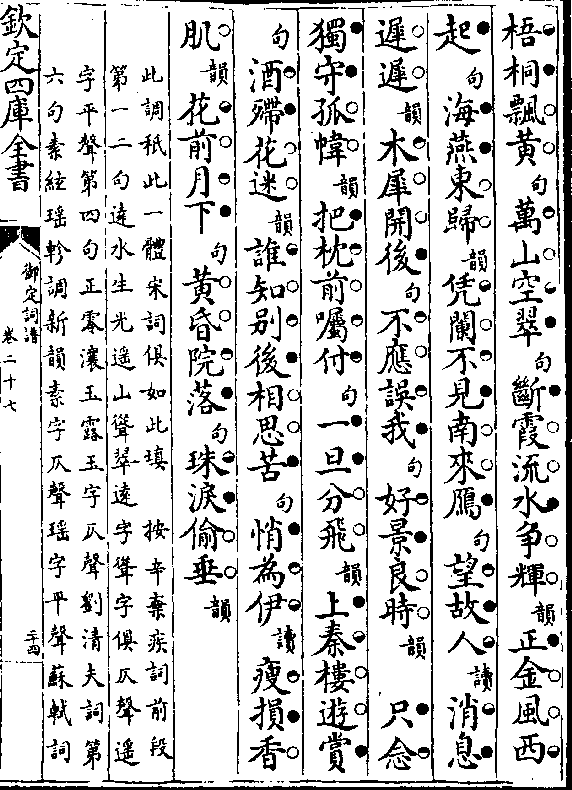 梧桐飄黄句萬山空翠句斷霞流水争輝韻正金風西
起句海燕東歸韻凭闌不見南來鴈句望故人讀消息
遲遲韻木犀開後句不應誤我句好景良時韻只念
獨守孤幃韻把枕前囑付句一旦分飛韻上秦樓遊賞
句酒殢花迷韻誰知别後相思苦句悄為伊讀瘦損香
肌韻花前月下句黄昏院落句珠淚偷垂韻
此調秖此一體宋詞俱如此填按辛棄疾詞前段
第一二句遠水生光遥山聳翠遠字聳字俱仄聲遥
字平聲第四句正零瀼玉露玉字仄聲劉清夫詞第
六句素絃瑶軫調新韻素字仄聲瑶字平聲蘇軾詞
欽定四庫全書
御定詞譜
卷二十七
三十四